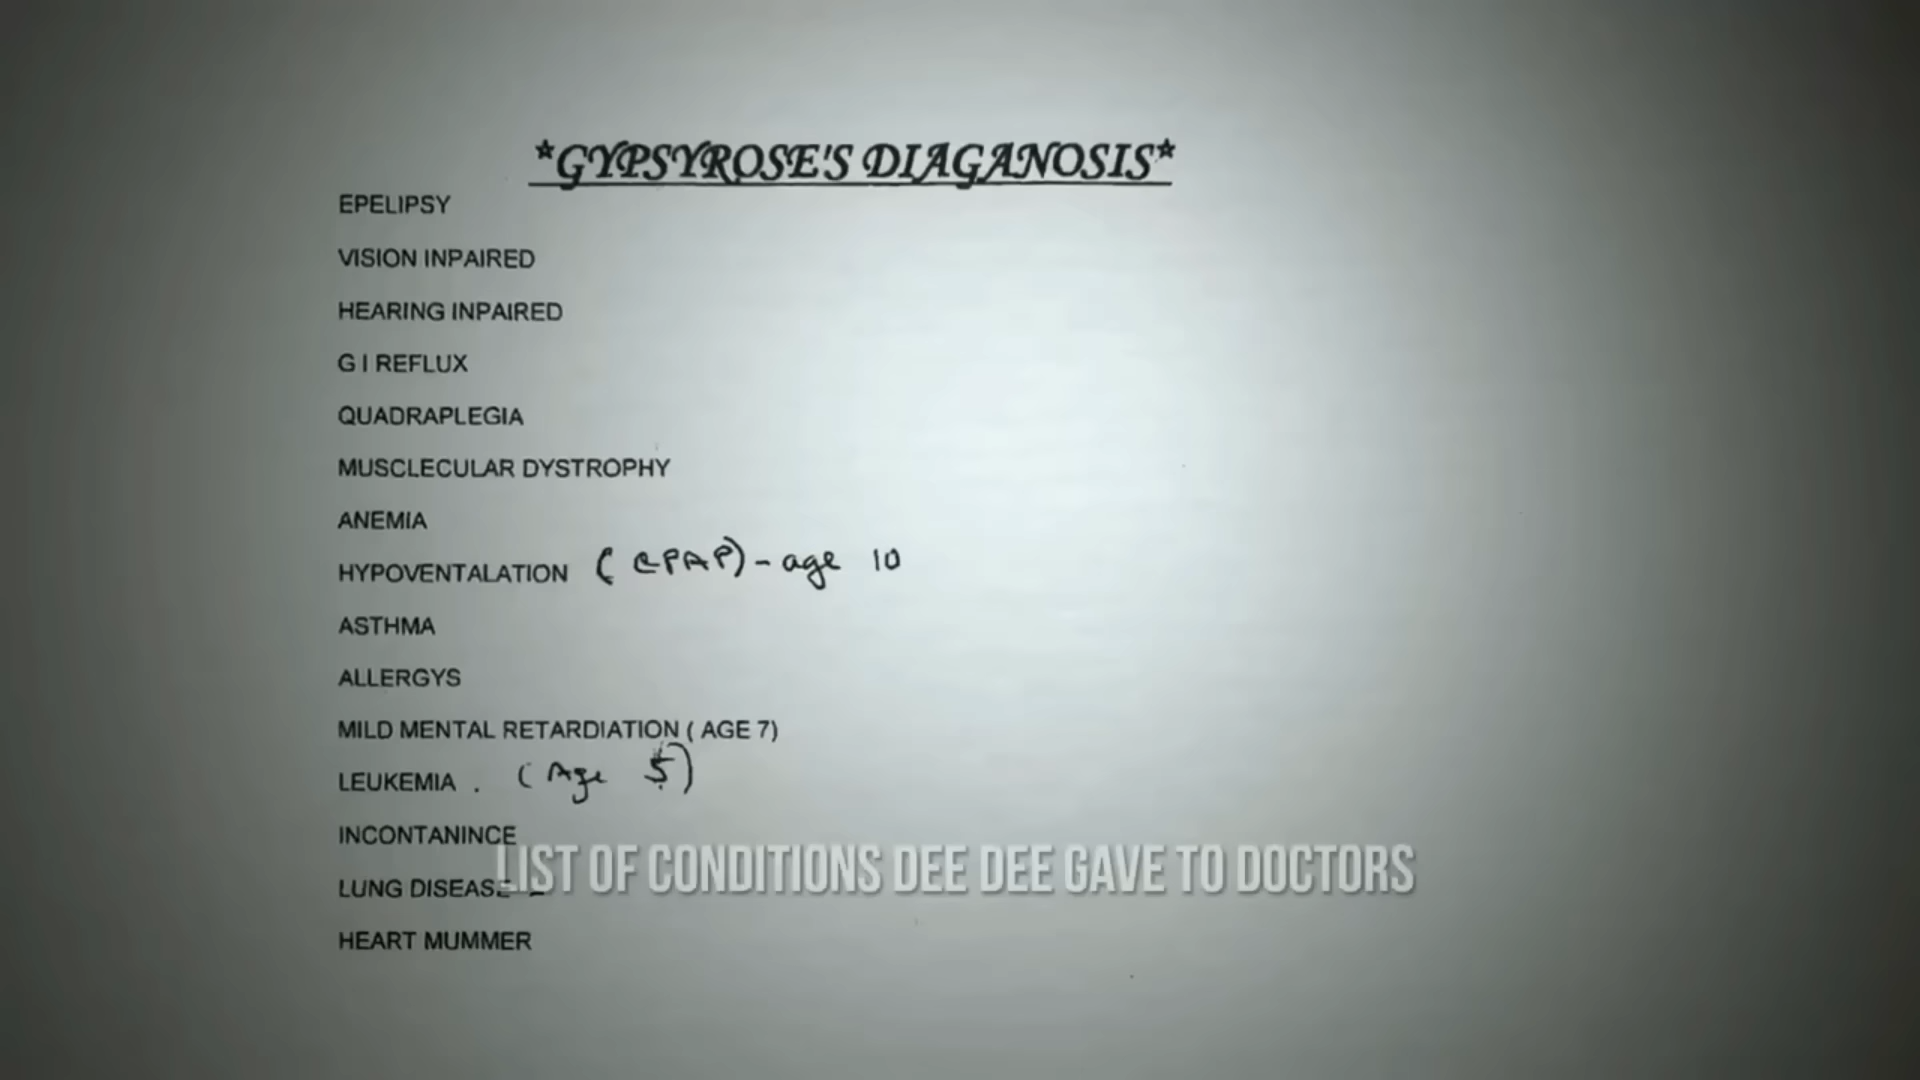 *GYPSYROSE'S DIAGANOSIS*
EPELIPSY
VISION INPAIRED
HEARING INPAIRED
G I REFLUX
QUADRAPLEGIA
MUSCLECULAR DYSTROPHY
ANEMIA
HYPOVENTALATION (CPAP) - age 10
ASTHMA
ALLERGYS
MILD MENTAL RETARDIATION ( AGE 7)
LEUKEMIA . (Age 5)
INCONTANINCE
LIST OF CONDITIONS DEE DEE GAVE TO DOCTORS
LUNG DISEASE -
HEART MUMMER